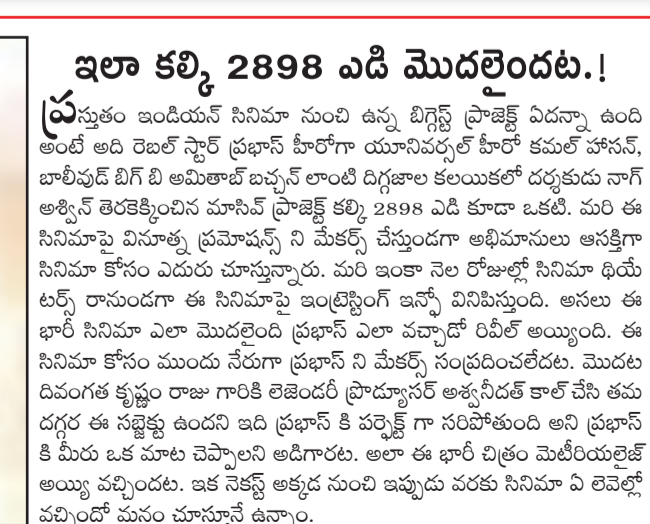 ఇలా కల్కి 2898 ఎడి మొదలైందట.!
ప్రస్తుతం ఇండియన్ సినిమా నుంచి ఉన్న బిగ్గెస్ట్ ప్రాజెక్ట్ ఏదన్నా ఉంది
అంటే అది రెబల్ స్టార్ ప్రభాస్ హీరోగా యూనివర్సల్ హీరో కమల్ హాసన్,
బాలీవుడ్ బిగ్ బి అమితాబ్ బచ్చన్ లాంటి దిగ్గజాల కలయికలో దర్శకుడు నాగ్
అశ్విన్ తెరకెక్కించిన మాసివ్ ప్రాజెక్ట్ కల్కి 2898 ఎడి కూడా ఒకటి. మరి ఈ
సినిమాపై వినూత్న ప్రమోషన్స్ ని మేకర్స్ చేస్తుండగా అభిమానులు ఆసక్తిగా
సినిమా కోసం ఎదురు చూస్తున్నారు. మరి ఇంకా నెల రోజుల్లో సినిమా థియే
టర్స్ రానుండగా ఈ సినిమాపై ఇంట్రెస్టింగ్ ఇన్ఫో వినిపిస్తుంది. అసలు ఈ
భారీ సినిమా ఎలా మొదలైంది ప్రభాస్ ఎలా వచ్చాడో రివీల్ అయ్యింది. ఈ
సినిమా కోసం ముందు నేరుగా ప్రభాస్ ని మేకర్స్ సంప్రదించలేదట. మొదట
దివంగత కృష్ణం రాజు గారికి లెజెండరీ ప్రొడ్యూసర్ అశ్వనీదత్ కాల్ చేసి తమ
దగ్గర ఈ సబ్జెక్టు ఉందని ఇది ప్రభాస్ కి పర్ఫెక్ట్ గా సరిపోతుంది అని ప్రభాస్
కి మీరు ఒక మాట చెప్పాలని అడిగారట. అలా ఈ భారీ చిత్రం మెటీరియలైజ్
అయ్యి వచ్చిందట. ఇక నెకస్ట్ అక్కడ నుంచి ఇప్పుడు వరకు సినిమా ఏ లెవెల్లో
వచ్చిందో మనం చూస్తూనే ఉన్నాం.